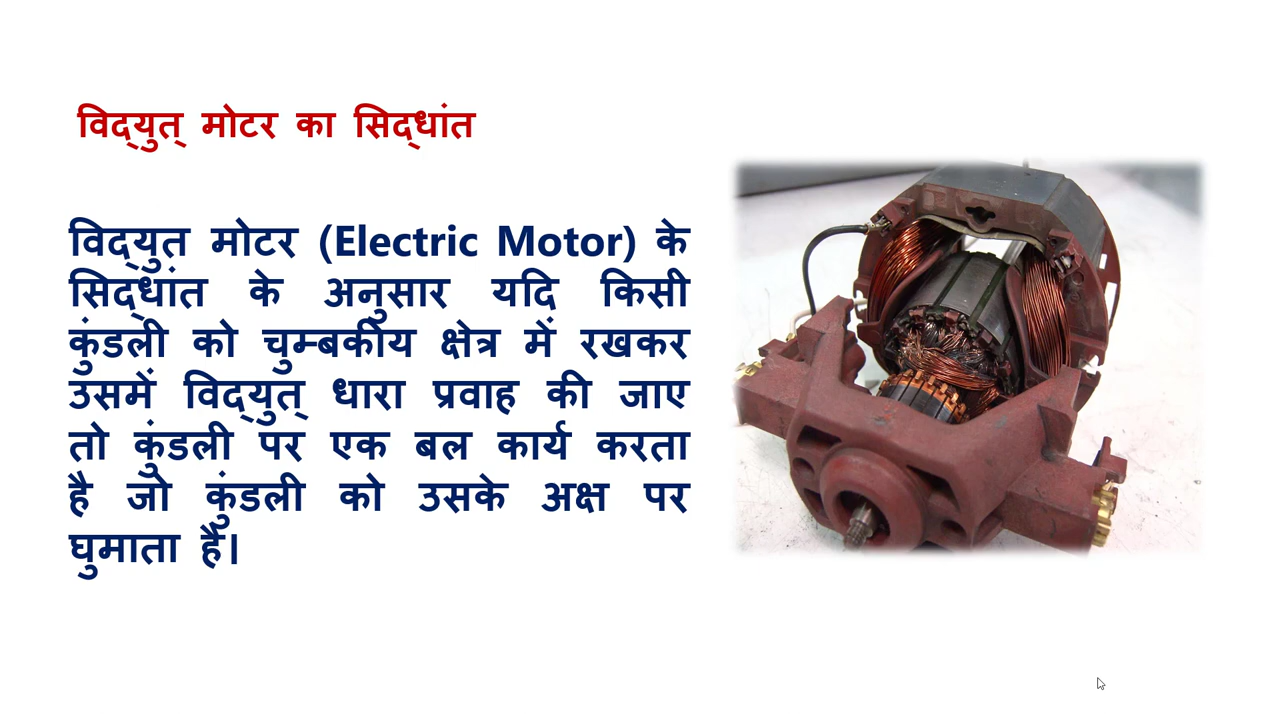 विद्युत् मोटर का सिद्धांत
विद्युत मोटर (Electric Motor) के
सिद्धांत के अनुसार यदि किसी
कुंडली को चुम्बकीय क्षेत्र में रखकर
उसमें विद्युत् धारा प्रवाह की जाए
तो कुंडली पर एक बल कार्य करता
है जो कुंडली को उसके अक्ष पर
घुमाता है।